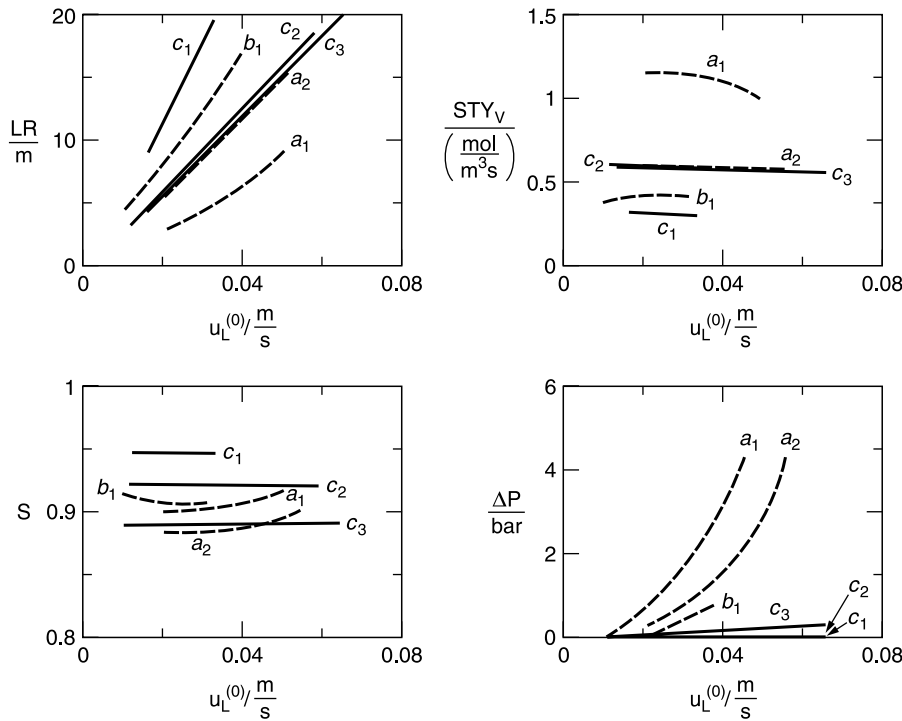 20
10
0
LR
m
c1
b1
c2
c3
a2
a1
0
0.04
0.08
uL(0)/m/s
1.5
1
0.5
0
STYV
(mol/m3s)
a1
c2
a2
c3
b1
c1
0
0.04
0.08
uL(0)/m/s
1
0.9
0.8
S
c1
b1
c2
a1
c3
a2
0
0.04
0.08
uL(0)/m/s
6
4
2
0
ΔP
bar
a1
a2
b1
c3
c2
c1
0
0.04
0.08
uL(0)/m/s